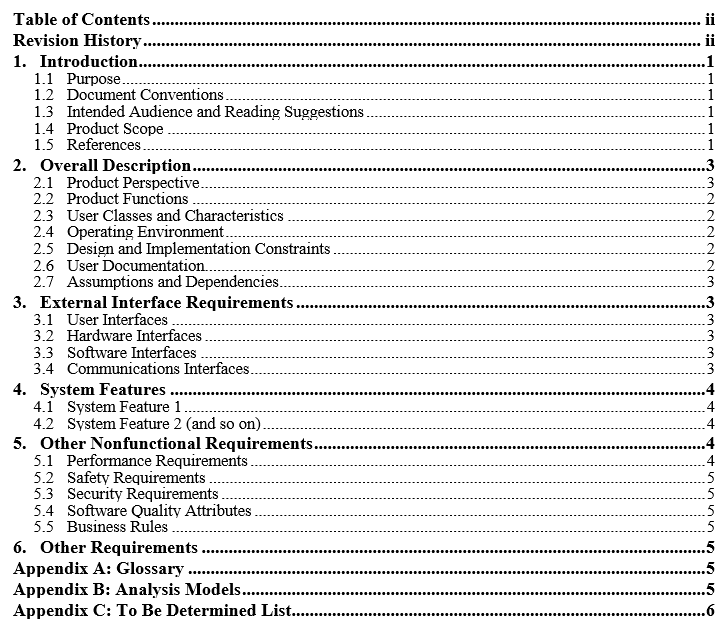 Table of Contents ii
Revision History ii
1. Introduction 1
1.1 Purpose 1
1.2 Document Conventions 1
1.3 Intended Audience and Reading Suggestions 1
1.4 Product Scope 1
1.5 References 1
2. Overall Description 3
2.1 Product Perspective 3
2.2 Product Functions 2
2.3 User Classes and Characteristics 2
2.4 Operating Environment 2
2.5 Design and Implementation Constraints 2
2.6 User Documentation 2
2.7 Assumptions and Dependencies 3
3. External Interface Requirements 3
3.1 User Interfaces 3
3.2 Hardware Interfaces 3
3.3 Software Interfaces 3
3.4 Communications Interfaces 3
4. System Features 4
4.1 System Feature 1 4
4.2 System Feature 2 (and so on) 4
5. Other Nonfunctional Requirements 4
5.1 Performance Requirements 4
5.2 Safety Requirements 5
5.3 Security Requirements 5
5.4 Software Quality Attributes 5
5.5 Business Rules 5
6. Other Requirements 5
Appendix A: Glossary 5
Appendix B: Analysis Models 5
Appendix C: To Be Determined List 6